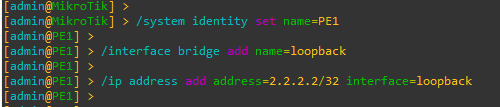 [admin@MikroTik] >
[admin@MikroTik] > /system identity set name=PE1
[admin@PE1] >
[admin@PE1] > /interface bridge add name=loopback
[admin@PE1] >
[admin@PE1] > /ip address add address=2.2.2.2/32 interface=loopback
[admin@PE1] >